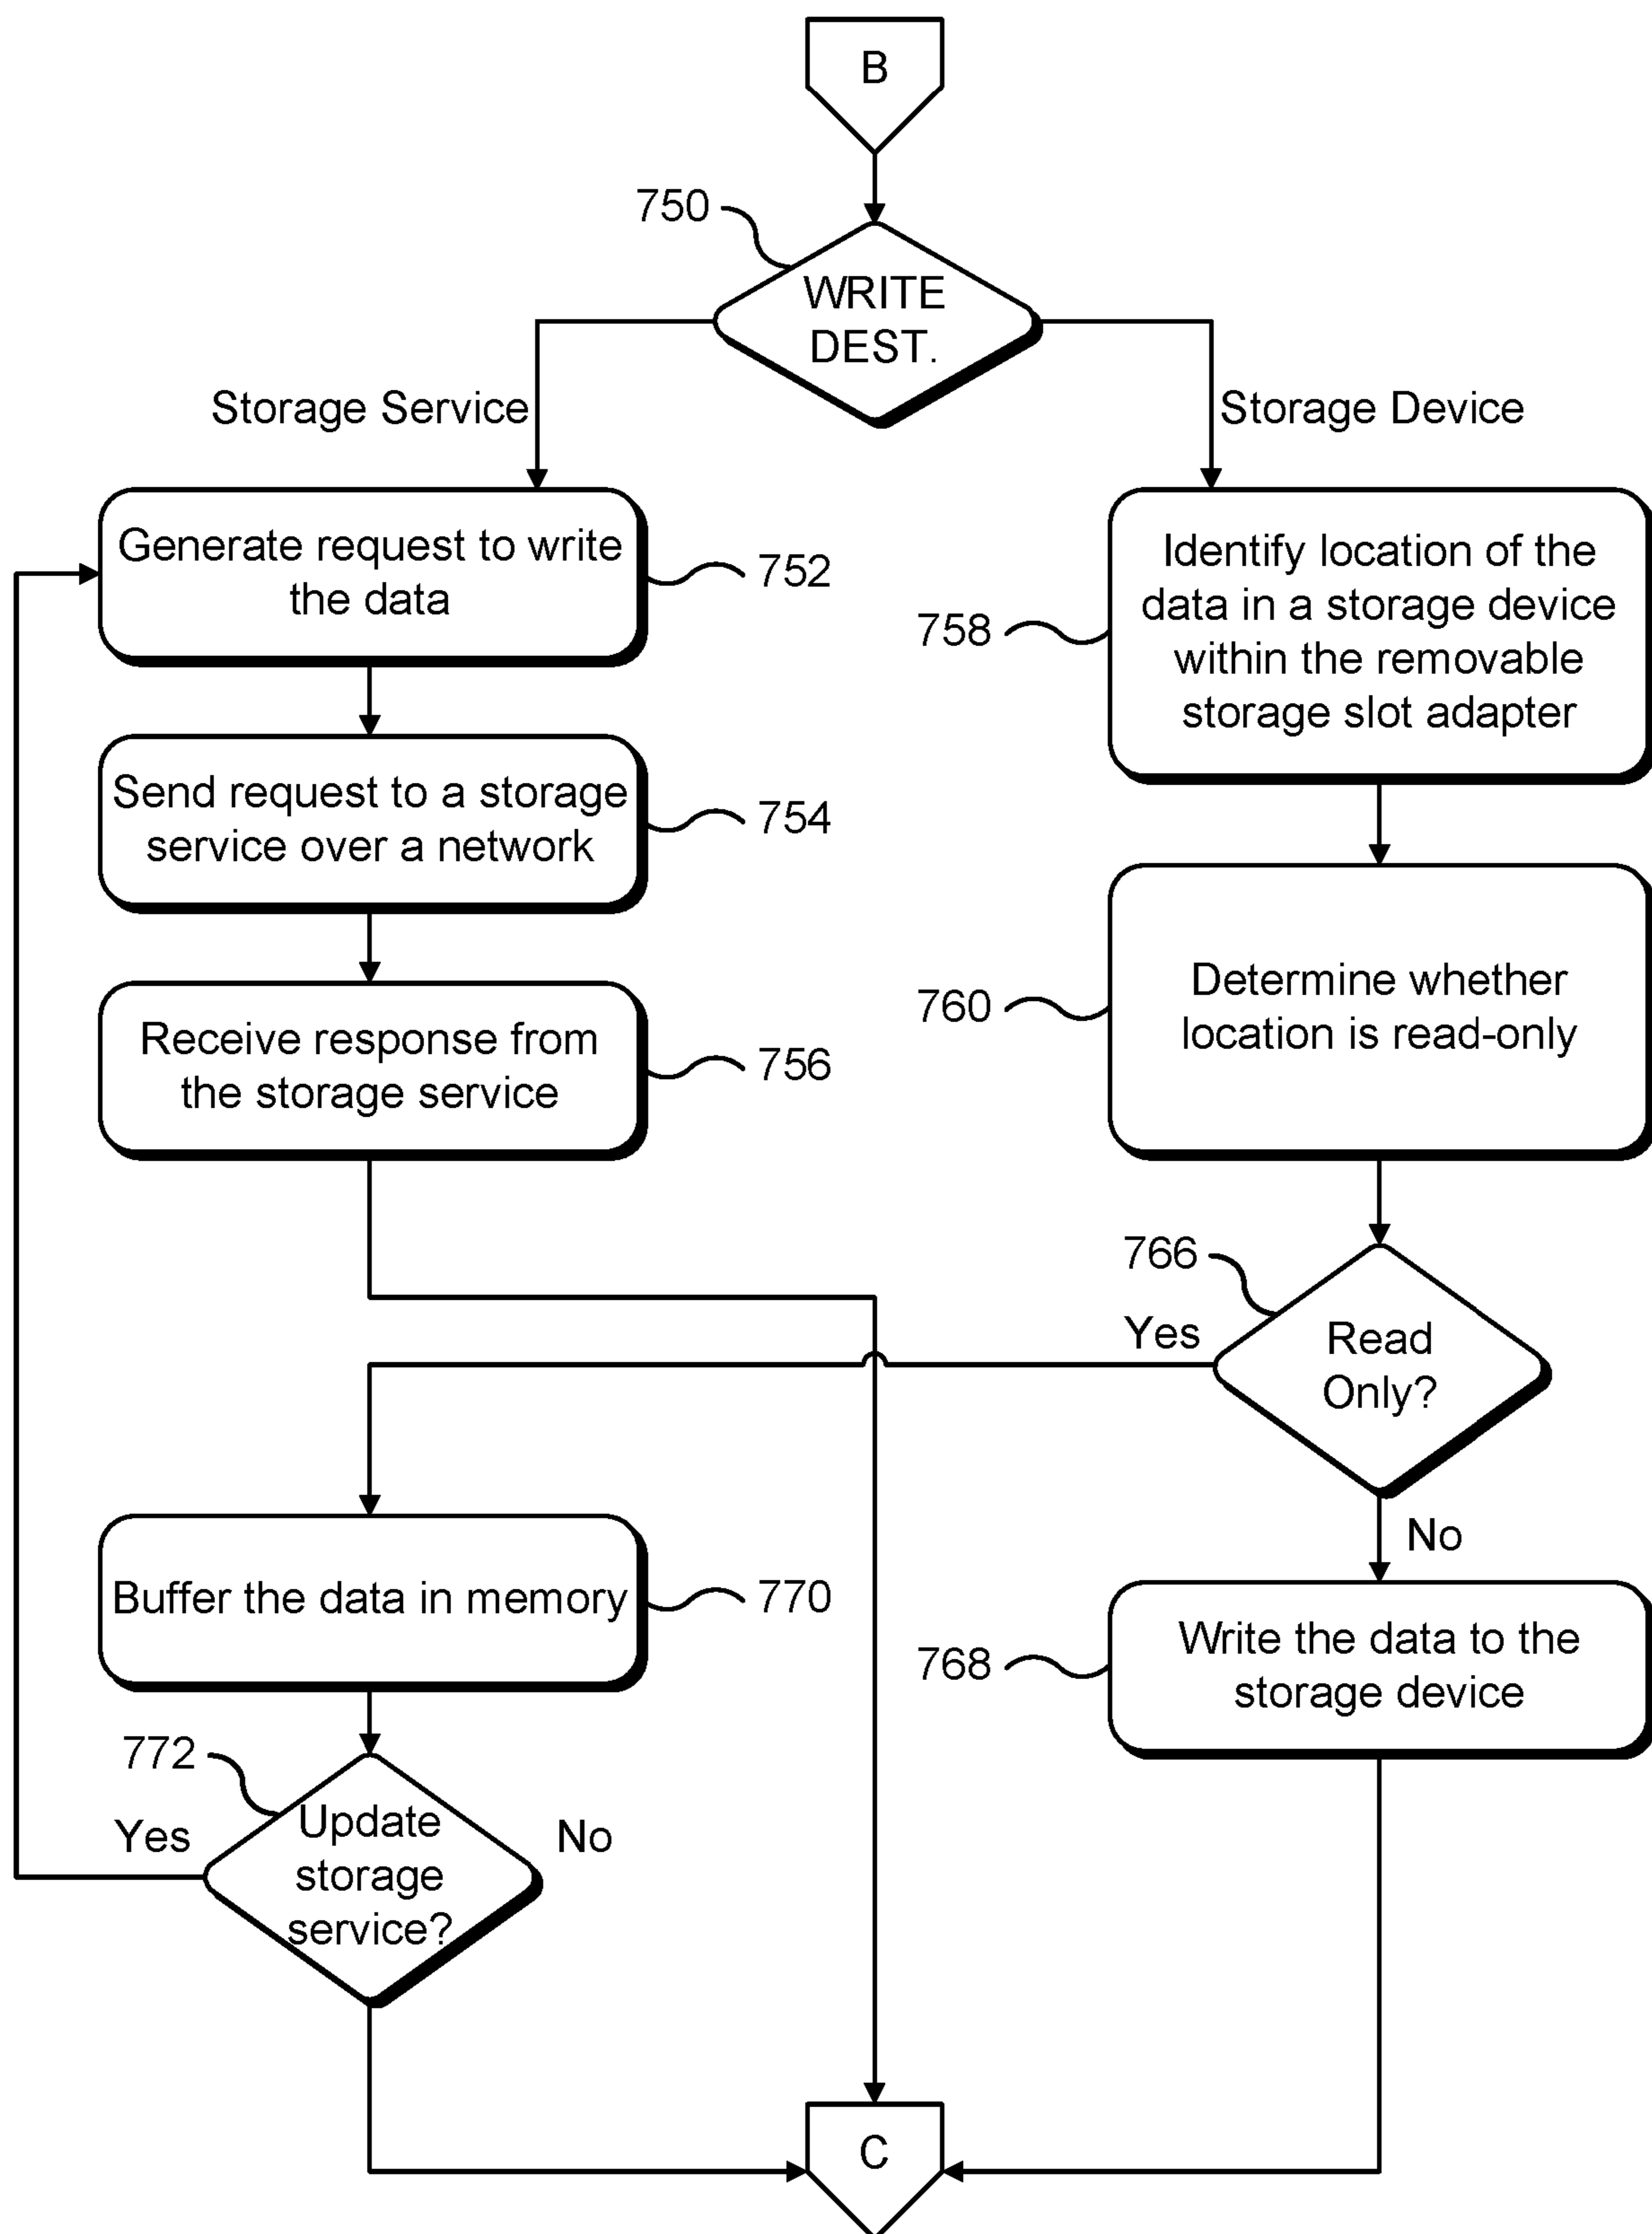 B
750
WRITE
DEST.
Storage Service
Storage Device
Generate request to write
the data
752
Identify location of the
data in a storage device
within the removable
storage slot adapter
758
Send request to a storage
service over a network
754
Receive response from
the storage service
756
Determine whether
location is read-only
760
766
Yes
Read
Only?
No
Buffer the data in memory
770
768
Write the data to the
storage device
772
Yes
Update
storage
service?
No
C